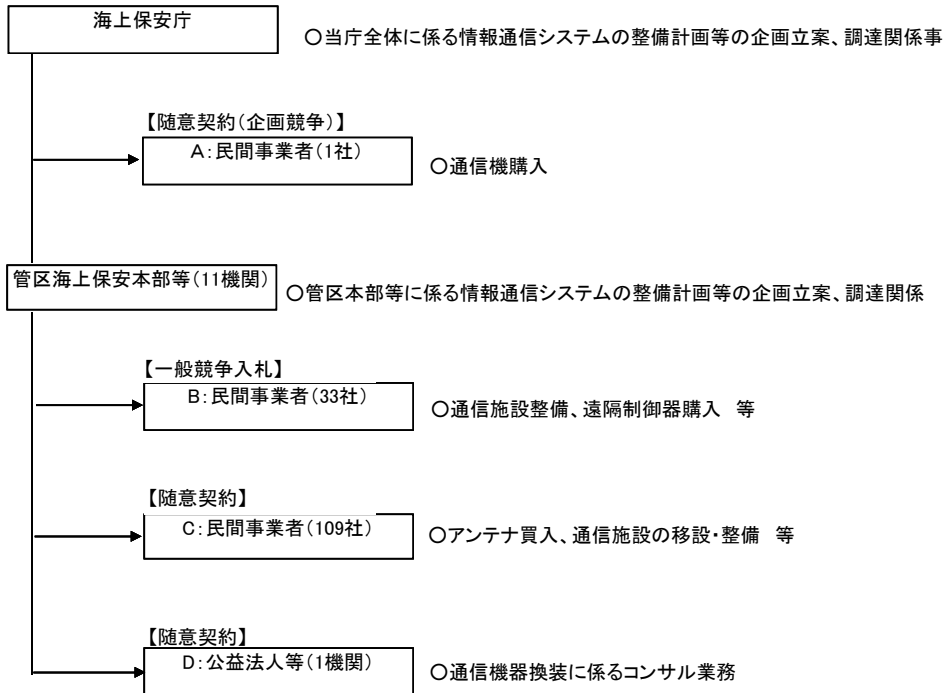 海上保安庁
○当庁全体に係る情報通信システムの整備計画等の企画立案、調達関係事
【随意契約(企画競争)】
A:民間事業者(1社)
○通信機購入
管区海上保安本部等(11機関)
○管区本部等に係る情報通信システムの整備計画等の企画立案、調達関係
【一般競争入札】
B:民間事業者(33社)
○通信施設整備、遠隔制御器購入 等
【随意契約】
C:民間事業者(109社)
○アンテナ買入、通信施設の移設・整備 等
【随意契約】
D:公益法人等(1機関)
○通信機器換装に係るコンサル業務